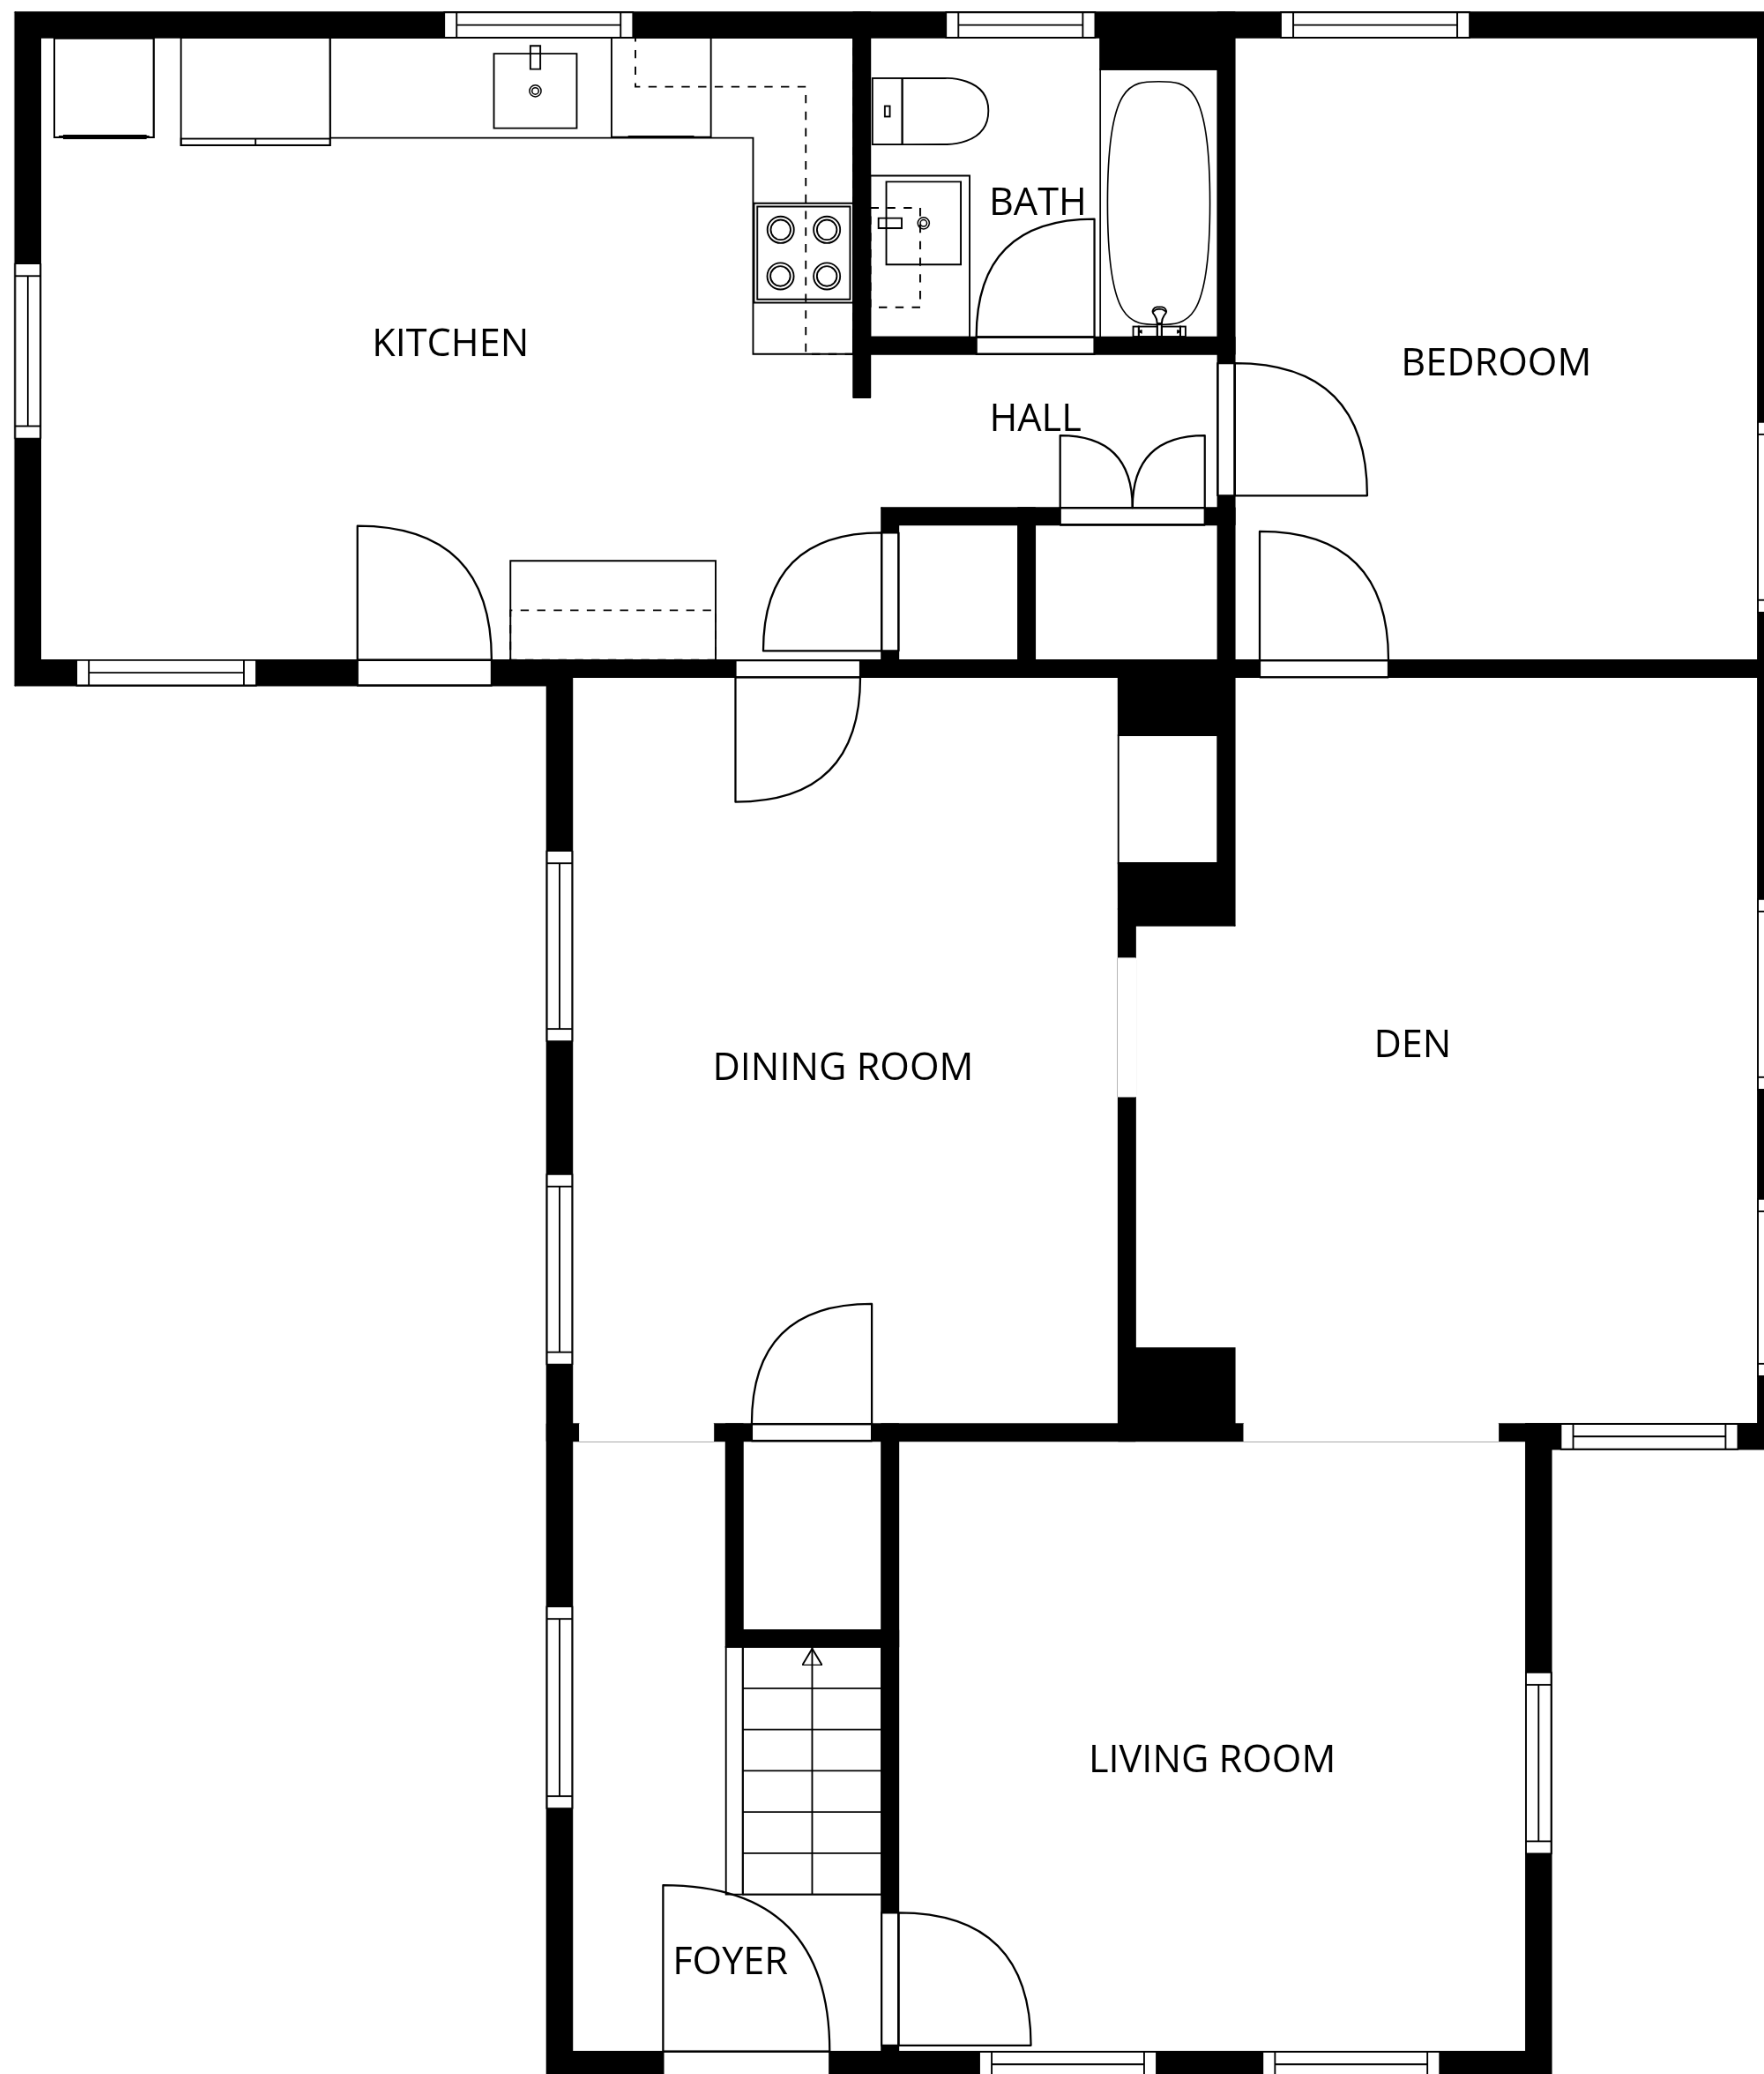 BATH
KITCHEN
BEDROOM
HALL
DINING ROOM
DEN
LIVING ROOM
FOYER